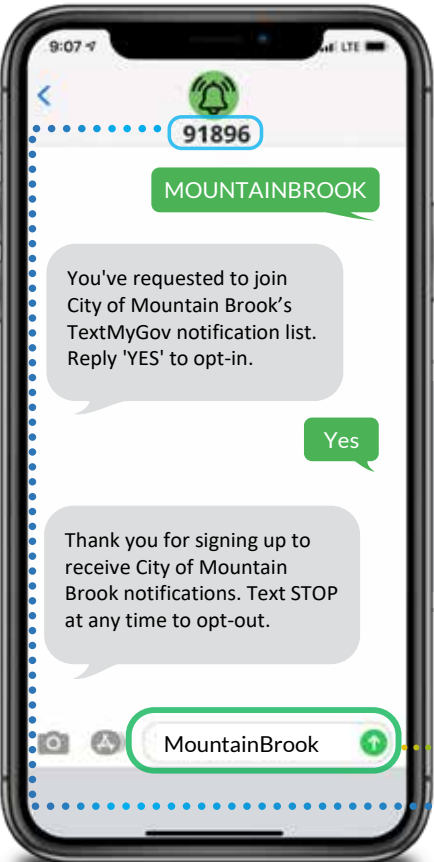 9:07
LTE
91896
MOUNTAINBROOK
You've requested to join
City of Mountain Brook's
TextMyGov notification list.
Reply 'YES' to opt-in.
Yes
Thank you for signing up to
receive City of Mountain
Brook notifications. Text STOP
at any time to opt-out.
MountainBrook